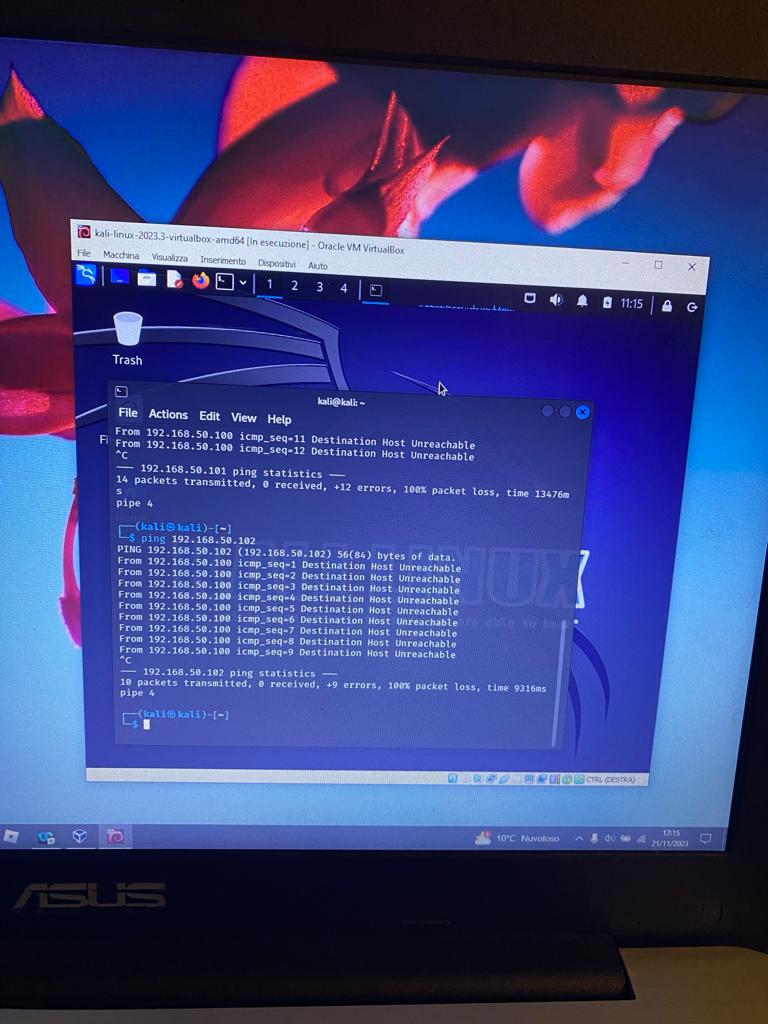 kali-linux-2023.3-virtualbox-amd64 [In esecuzione] - Oracle VM VirtualBox
File Macchina Visualizza Inserimento Dispositivi Aiuto
1 2 3 4 11:15
Trash
kali@kali: ~
File Actions Edit View Help
Fi
From 192.168.50.100 icmp_seq=11 Destination Host Unreachable
From 192.168.50.100 icmp_seq=12 Destination Host Unreachable
^C
--- 192.168.50.101 ping statistics ---
14 packets transmitted, 0 received, +12 errors, 100% packet loss, time 13476m
s
pipe 4
┌──(kali㉿kali)-[~]
└─$ ping 192.168.50.102
PING 192.168.50.102 (192.168.50.102) 56(84) bytes of data.
From 192.168.50.100 icmp_seq=1 Destination Host Unreachable
From 192.168.50.100 icmp_seq=2 Destination Host Unreachable
From 192.168.50.100 icmp_seq=3 Destination Host Unreachable
From 192.168.50.100 icmp_seq=4 Destination Host Unreachable
From 192.168.50.100 icmp_seq=5 Destination Host Unreachable
From 192.168.50.100 icmp_seq=6 Destination Host Unreachable
From 192.168.50.100 icmp_seq=7 Destination Host Unreachable
From 192.168.50.100 icmp_seq=8 Destination Host Unreachable
From 192.168.50.100 icmp_seq=9 Destination Host Unreachable
^C
--- 192.168.50.102 ping statistics ---
10 packets transmitted, 0 received, +9 errors, 100% packet loss, time 9316ms
pipe 4
┌──(kali㉿kali)-[~]
└─$
CTRL (DESTRA)
10°C Nuvoloso
17:15
21/11/2023
ASUS